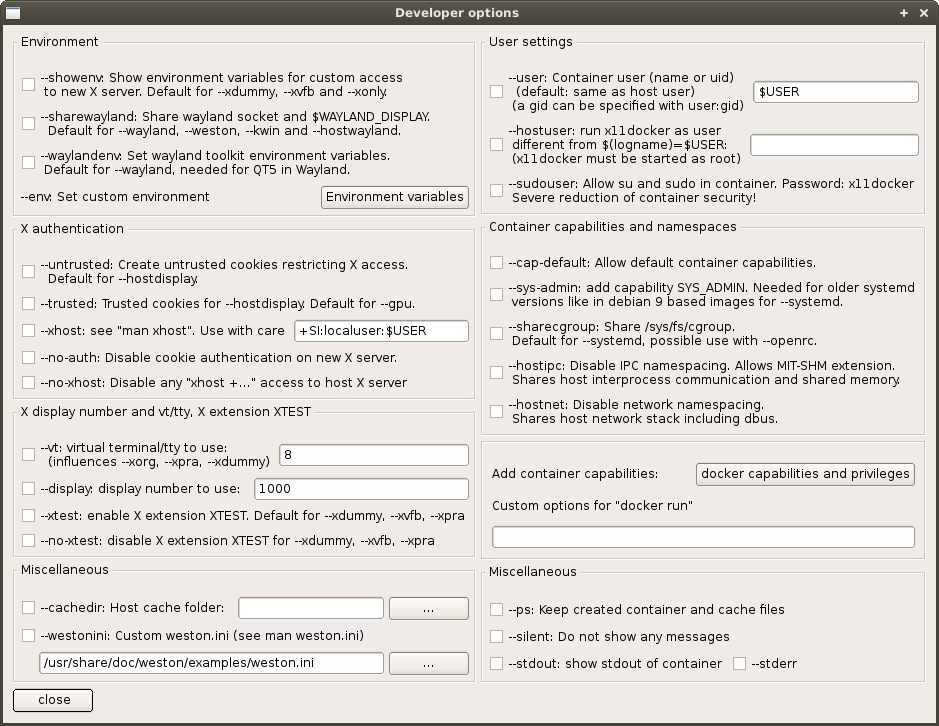 Developer options
Environment
--showenv: Show environment variables for custom access
to new X server. Default for --xdummy, --xvfb and --xonly.
--sharewayland: Share wayland socket and $WAYLAND_DISPLAY.
Default for --wayland, --weston, --kwin and --hostwayland.
--waylandenv: Set wayland toolkit environment variables.
Default for --wayland, needed for QT5 in Wayland.
--env: Set custom environment
Environment variables
X authentication
--untrusted: Create untrusted cookies restricting X access.
Default for --hostdisplay.
--trusted: Trusted cookies for --hostdisplay. Default for --gpu.
--xhost: see "man xhost". Use with care
+SI:localuser:$USER
--no-auth: Disable cookie authentication on new X server.
--no-xhost: Disable any "xhost +..." access to host X server
X display number and vt/tty, X extension XTEST
--vt: virtual terminal/tty to use:
(influences --xorg, --xpra, --xdummy)
8
--display: display number to use:
1000
--xtest: enable X extension XTEST. Default for --xdummy, --xvfb, --xpra
--no-xtest: disable X extension XTEST for --xdummy, --xvfb, --xpra
Miscellaneous
--cachedir: Host cache folder:
...
--westonini: Custom weston.ini (see man weston.ini)
/usr/share/doc/weston/examples/weston.ini
...
close
User settings
--user: Container user (name or uid)
(default: same as host user)
(a gid can be specified with user:gid)
$USER
--hostuser: run x11docker as user
different from $(logname)=$USER:
(x11docker must be started as root)
--sudouser: Allow su and sudo in container. Password: x11docker
Severe reduction of container security!
Container capabilities and namespaces
--cap-default: Allow default container capabilities.
--sys-admin: add capability SYS_ADMIN. Needed for older systemd
versions like in debian 9 based images for --systemd.
--sharecgroup: Share /sys/fs/cgroup.
Default for --systemd, possible use with --openrc.
--hostipc: Disable IPC namespacing. Allows MIT-SHM extension.
Shares host interprocess communication and shared memory.
--hostnet: Disable network namespacing.
Shares host network stack including dbus.
Add container capabilities:
docker capabilities and privileges
Custom options for "docker run"
Miscellaneous
--ps: Keep created container and cache files
--silent: Do not show any messages
--stdout: show stdout of container
--stderr